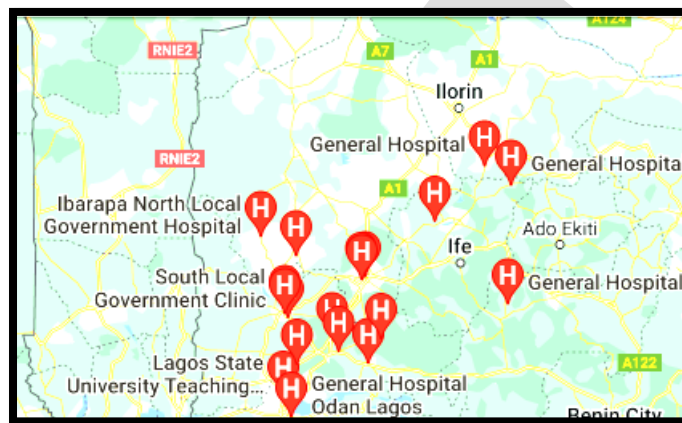 A124
RNIE2
A7
A1
Ilorin
General Hospital
H
H
General Hospita
RNIE2
A1
H
Ibarapa North Local
Government Hospital
H
H
Ado Ekiti
Ife
H
South Local
Government Clinic
H
H
General Hospital
H
H
H
H
H
Lagos State
University Teaching...
H
H
General Hospital
Odan Lagos
A122
Benin City